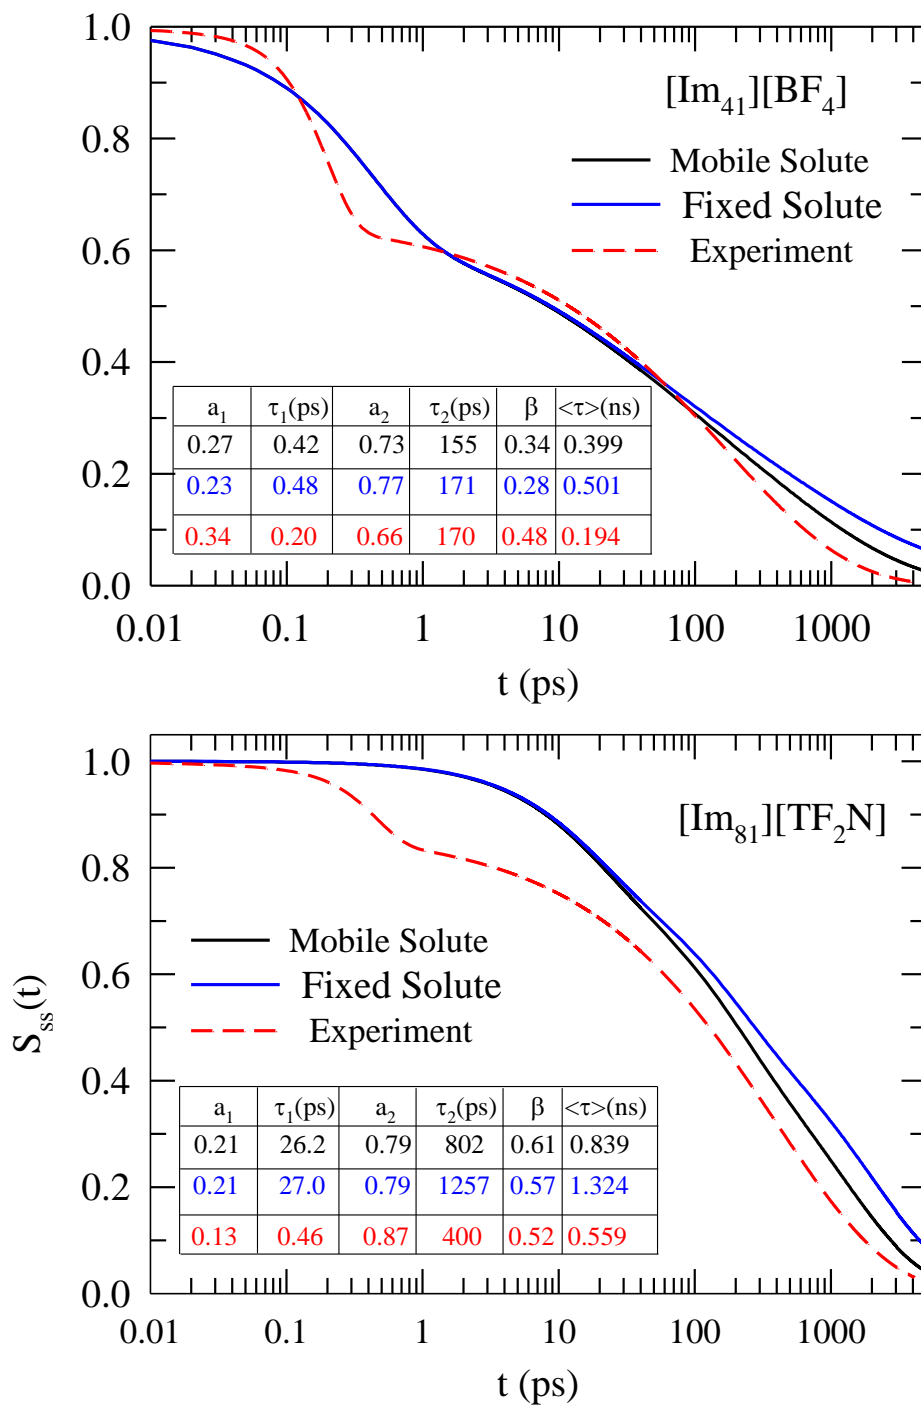 1.0
[Im41][BF4]
0.8
Mobile Solute
Fixed Solute
Experiment
0.6
0.4
a1 τ1(ps) a2 τ2(ps) β <τ>(ns)
0.27 0.42 0.73 155 0.34 0.399
0.23 0.48 0.77 171 0.28 0.501
0.34 0.20 0.66 170 0.48 0.194
0.2
0.0
0.01 0.1 1 10 100 1000
t (ps)
1.0
[Im81][TF2N]
0.8
Mobile Solute
Fixed Solute
Experiment
0.6
Sss(t)
0.4
a1 τ1(ps) a2 τ2(ps) β <τ>(ns)
0.21 26.2 0.79 802 0.61 0.839
0.21 27.0 0.79 1257 0.57 1.324
0.13 0.46 0.87 400 0.52 0.559
0.2
0.0
0.01 0.1 1 10 100 1000
t (ps)